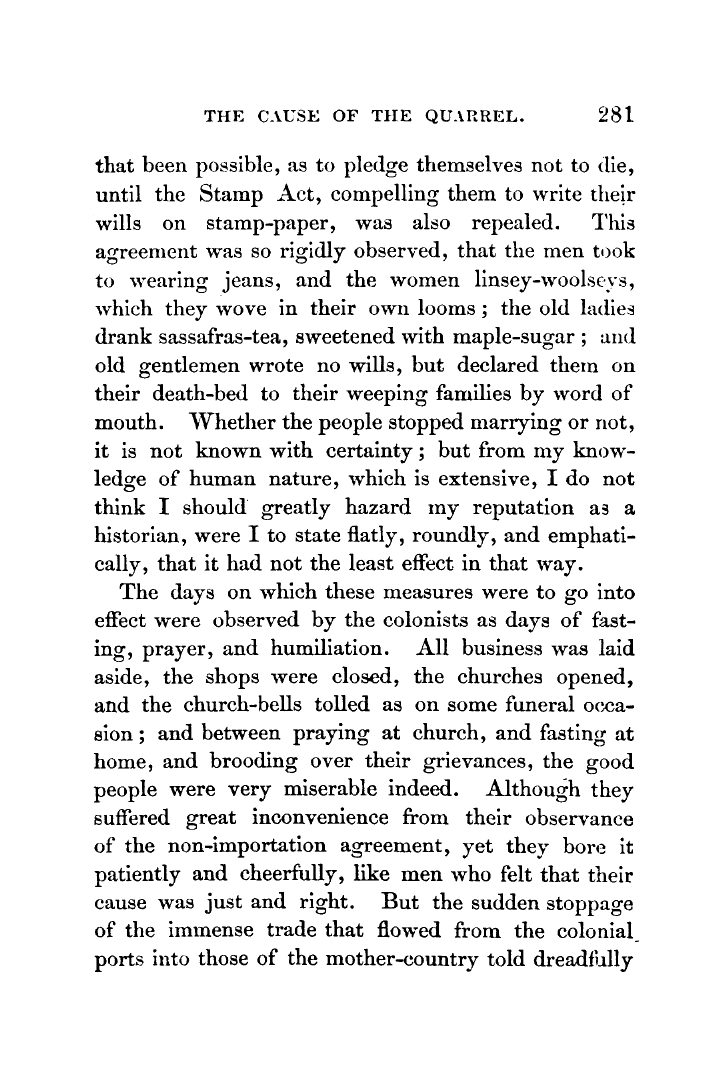 THE CAUSE OF THE QUARREL. 281
that been possible, as to pledge themselves not to die,
until the Stamp Act, compelling them to write their
wills on stamp-paper, was also repealed. This
agreement was so rigidly observed, that the men took
to wearing jeans, and the women linsey-woolseys,
which they wove in their own looms ; the old ladies
drank sassafras-tea, sweetened with maple-sugar ; and
old gentlemen wrote no wills, but declared them on
their death-bed to their weeping families by word of
mouth. Whether the people stopped marrying or not,
it is not known with certainty ; but from my know-
ledge of human nature, which is extensive, I do not
think I should greatly hazard my reputation as a
historian, were I to state flatly, roundly, and emphati-
cally, that it had not the least effect in that way.
The days on which these measures were to go into
effect were observed by the colonists as days of fast-
ing, prayer, and humiliation. All business was laid
aside, the shops were closed, the churches opened,
and the church-bells tolled as on some funeral occa-
sion ; and between praying at church, and fasting at
home, and brooding over their grievances, the good
people were very miserable indeed. Although they
suffered great inconvenience from their observance
of the non-importation agreement, yet they bore it
patiently and cheerfully, like men who felt that their
cause was just and right. But the sudden stoppage
of the immense trade that flowed from the colonial
ports into those of the mother-country told dreadfully